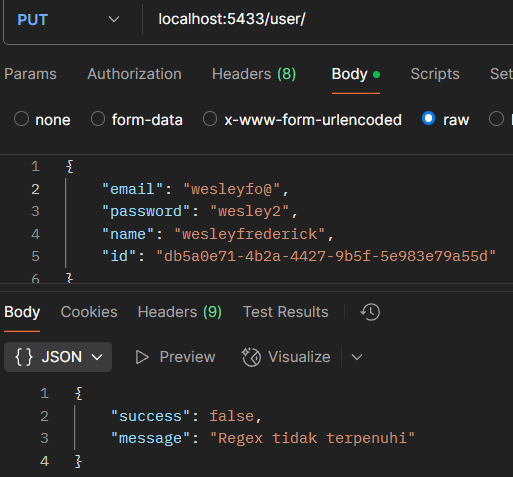 PUT localhost:5433/user/
Params Authorization Headers (8) Body Scripts Set
none form-data x-www-form-urlencoded raw
1 {
2 "email": "wesleyfo@",
3 "password": "wesley2",
4 "name": "wesleyfrederick",
5 "id": "db5a0e71-4b2a-4427-9b5f-5e983e79a55d"
6 }
Body Cookies Headers (9) Test Results
{} JSON Preview Visualize
1 {
2 "success": false,
3 "message": "Regex tidak terpenuhi"
4 }